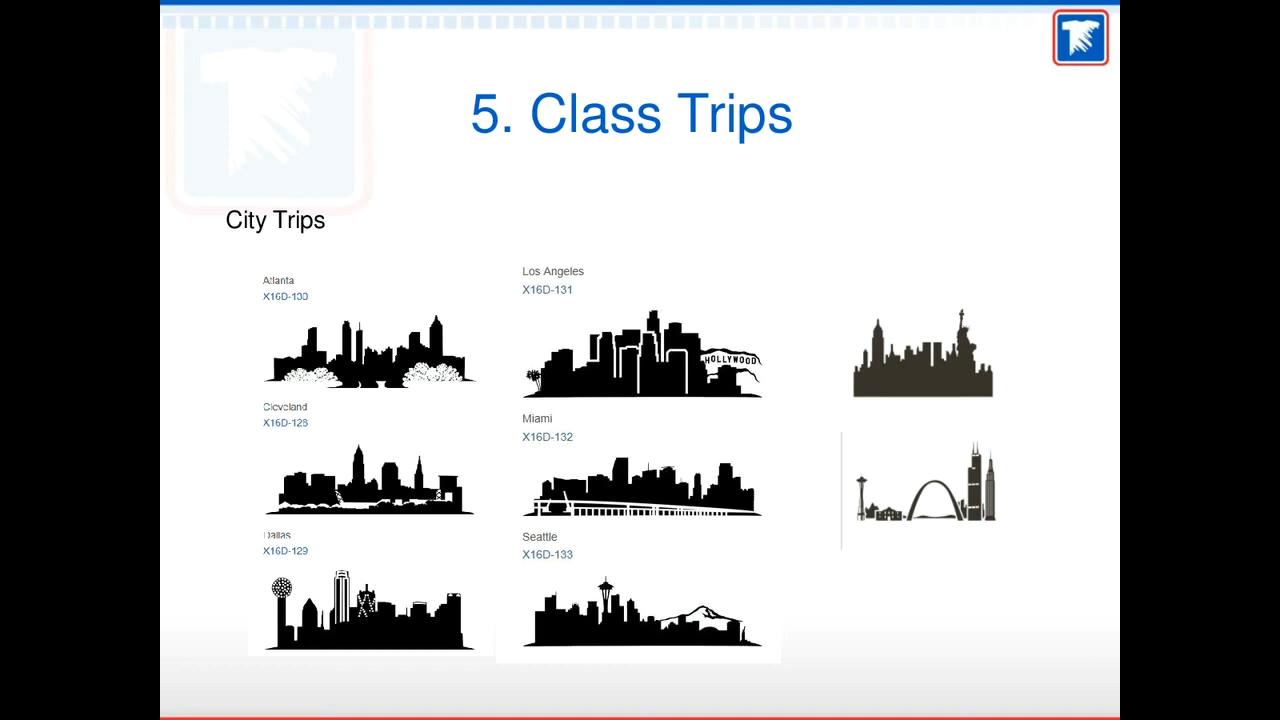 5. Class Trips
City Trips
Atlanta
X16D-130
Cleveland
X16D-126
Dallas
X16D-129
Los Angeles
X16D-131
HOLLYWOOD
Miami
X16D-132
Seattle
X16D-133